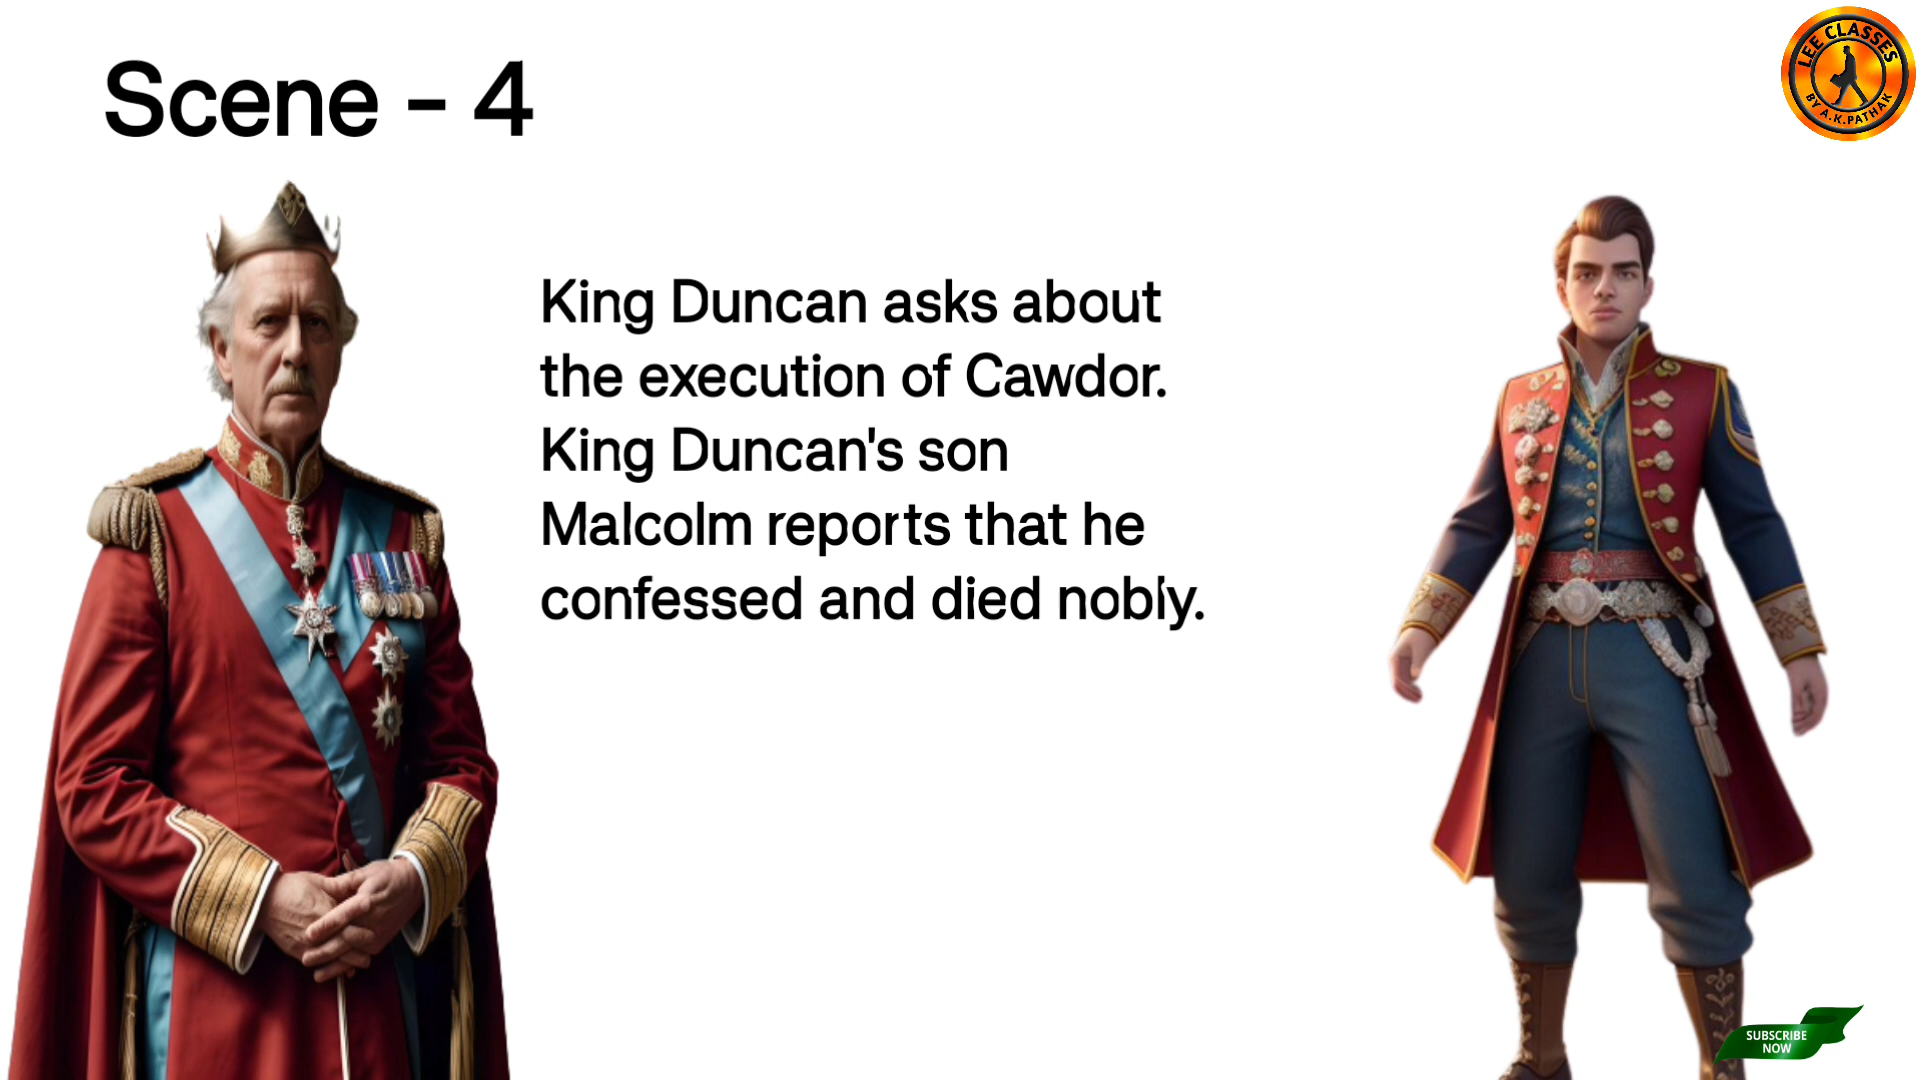 Scene - 4
LEE CLASSES
BY A.K.PATHAK
King Duncan asks about
the execution of Cawdor.
King Duncan's son
Malcolm reports that he
confessed and died nobly.
SUBSCRIBE
NOW